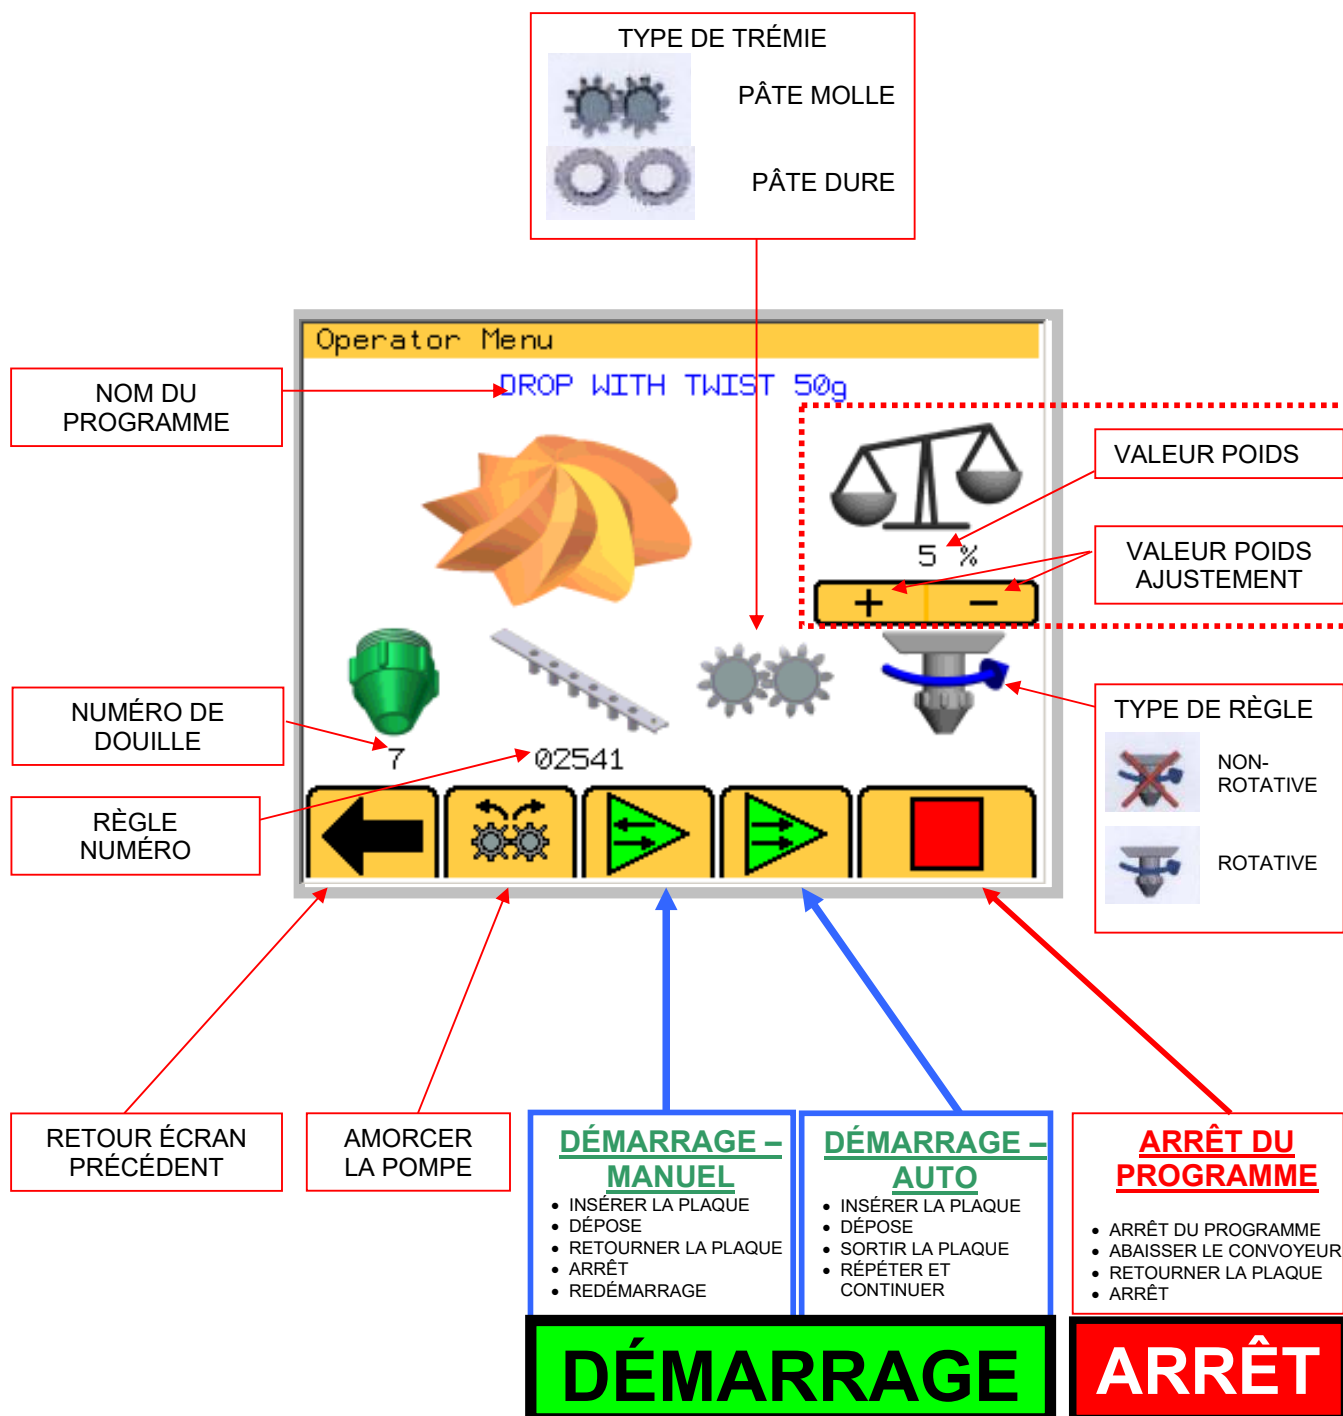 TYPE DE TRÉMIE
PÂTE MOLLE
PÂTE DURE
Operator Menu
DROP WITH TWIST 50g
NOM DU
PROGRAMME
VALEUR POIDS
5 %
VALEUR POIDS
AJUSTEMENT
+ −
NUMÉRO DE
DOUILLE
7
02541
RÈGLE
NUMÉRO
TYPE DE RÈGLE
NON-
ROTATIVE
ROTATIVE
RETOUR ÉCRAN
PRÉCÉDENT
AMORCER
LA POMPE
DÉMARRAGE –
MANUEL
• INSÉRER LA PLAQUE
• DÉPOSE
• RETOURNER LA PLAQUE
• ARRÊT
• REDÉMARRAGE
DÉMARRAGE –
AUTO
• INSÉRER LA PLAQUE
• DÉPOSE
• SORTIR LA PLAQUE
• RÉPÉTER ET
CONTINUER
ARRÊT DU
PROGRAMME
• ARRÊT DU PROGRAMME
• ABAISSER LE CONVOYEUR
• RETOURNER LA PLAQUE
• ARRÊT
DÉMARRAGE
ARRÊT